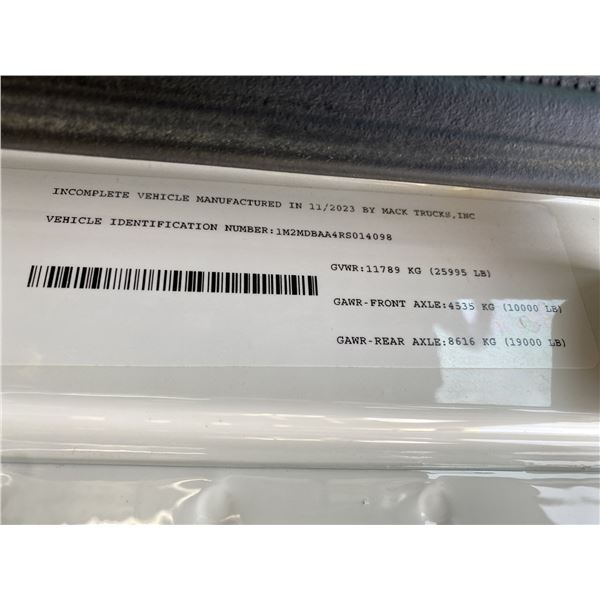 INCOMPLETE VEHICLE MANUFACTURED IN 11/2023 BY MACK TRUCKS,INC
VEHICLE IDENTIFICATION NUMBER:1M2MDBAA4RS014098
GVWR:11789 KG (25995 LB)
GAWR-FRONT AXLE:4535 KG (10000 LB)
GAWR-REAR AXLE:8616 KG (19000 LB)